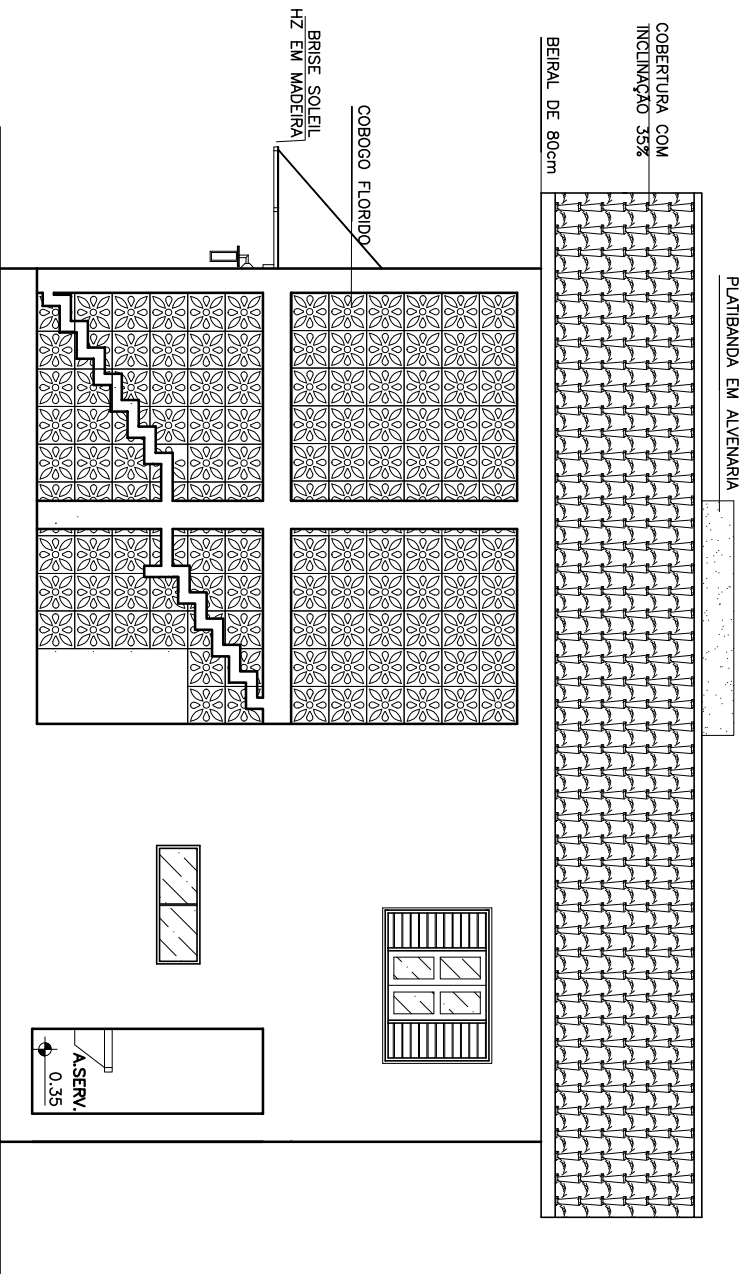 PLATIBANDA EM ALVENARIA
COBERTURA COM
INCLINAÇÃO 35%
BEIRAL DE 80cm
COBOGO FLORIDO
BRISE SOLEIL
HZ EM MADEIRA
A.SERV.
0.35